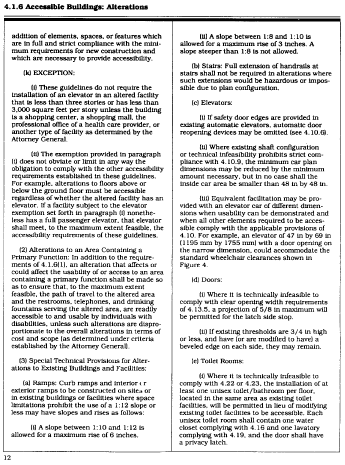 4.1.6 Accessible Buildings: Alterations
addition of elements, spaces, or features which
are in full and strict compliance with the mini-
mum requirements for new construction and
which are necessary to provide accessibility.
(k) EXCEPTION:
(i) These guidelines do not require the
installation of an elevator in an altered facility
that is less than three stories or has less than
3,000 square feet per story unless the building
is a shopping center, a shopping mall, the
professional office of a health care provider, or
another type of facility as determined by the
Attorney General.
(ii) The exemption provided in paragraph
(i) does not obviate or limit in any way the
obligation to comply with the other accessibility
requirements established in these guidelines.
For example, alterations to floors above or
below the ground floor must be accessible
regardless of whether the altered facility has an
elevator. If a facility subject to the elevator
exemption set forth in paragraph (i) nonethe-
less has a full passenger elevator, that elevator
shall meet, to the maximum extent feasible, the
accessibility requirements of these guidelines.
(2) Alterations to an Area Containing a
Primary Function: In addition to the require-
ments of 4.1.6(1), an alteration that affects or
could affect the usability of or access to an area
containing a primary function shall be made so
as to ensure that, to the maximum extent
feasible, the path of travel to the altered area
and the restrooms, telephones, and drinking
fountains serving the altered area, are readily
accessible to and usable by individuals with
disabilities, unless such alterations are dispro-
portionate to the overall alterations in terms of
cost and scope (as determined under criteria
established by the Attorney General).
(3) Special Technical Provisions for Alter-
ations to Existing Buildings and Facilities:
(a) Ramps: Curb ramps and interior or
exterior ramps to be constructed on sites or
in existing buildings or facilities where space
limitations prohibit the use of a 1:12 slope or
less may have slopes and rises as follows:
(i) A slope between 1:10 and 1:12 is
allowed for a maximum rise of 6 inches.
(ii) A slope between 1:8 and 1:10 is
allowed for a maximum rise of 3 inches. A
slope steeper than 1:8 is not allowed.
(b) Stairs: Full extension of handrails at
stairs shall not be required in alterations where
such extensions would be hazardous or impos-
sible due to plan configuration.
(c) Elevators:
(i) If safety door edges are provided in
existing automatic elevators, automatic door
reopening devices may be omitted (see 4.10.6).
(ii) Where existing shaft configuration
or technical infeasibility prohibits strict com-
pliance with 4.10.9, the minimum car plan
dimensions may be reduced by the minimum
amount necessary, but in no case shall the
inside car area be smaller than 48 in by 48 in.
(iii) Equivalent facilitation may be pro-
vided with an elevator car of different dimen-
sions when usability can be demonstrated and
when all other elements required to be acces-
sible comply with the applicable provisions of
4.10. For example, an elevator of 47 in by 69 in
(1195 mm by 1755 mm) with a door opening on
the narrow dimension, could accommodate the
standard wheelchair clearances shown in
Figure 4.
(d) Doors:
(i) Where it is technically infeasible to
comply with clear opening width requirements
of 4.13.5, a projection of 5/8 in maximum will
be permitted for the latch side stop.
(ii) If existing thresholds are 3/4 in high
or less, and have (or are modified to have) a
beveled edge on each side, they may remain.
(e) Toilet Rooms:
(i) Where it is technically infeasible to
comply with 4.22 or 4.23, the installation of at
least one unisex toilet/bathroom per floor,
located in the same area as existing toilet
facilities, will be permitted in lieu of modifying
existing toilet facilities to be accessible. Each
unisex toilet room shall contain one water
closet complying with 4.16 and one lavatory
complying with 4.19, and the door shall have
a privacy latch.
12